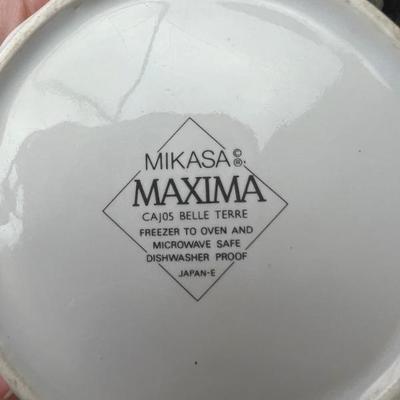 MIKASA ©®
MAXIMA
CAJ05 BELLE TERRE
FREEZER TO OVEN AND
MICROWAVE SAFE
DISHWASHER PROOF
JAPAN-E